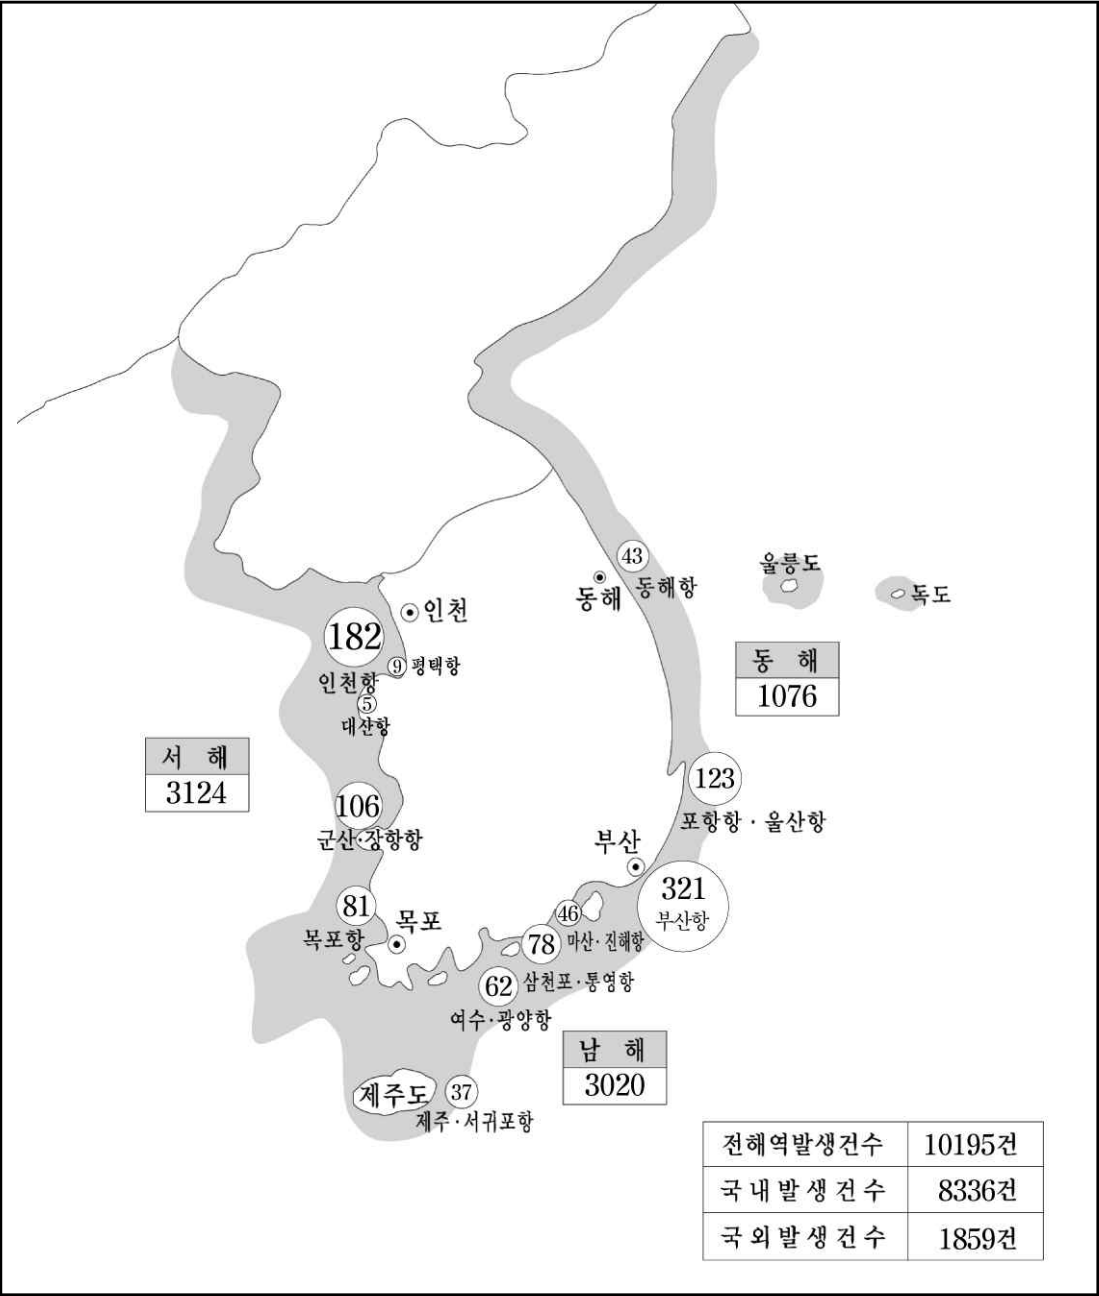 울릉도
43
동해항
동해
독도
인천
182
인천항
9
평택항
동 해
1076
5
대산항
서 해
3124
123
포항항·울산항
106
군산·장항항
부산
321
부산항
81
목포항
목포
46
마산·진해항
78
삼천포·통영항
62
여수·광양항
남 해
3020
제주도
37
제주·서귀포항
전해역발생건수 10195건
국내발생건수 8336건
국외발생건수 1859건